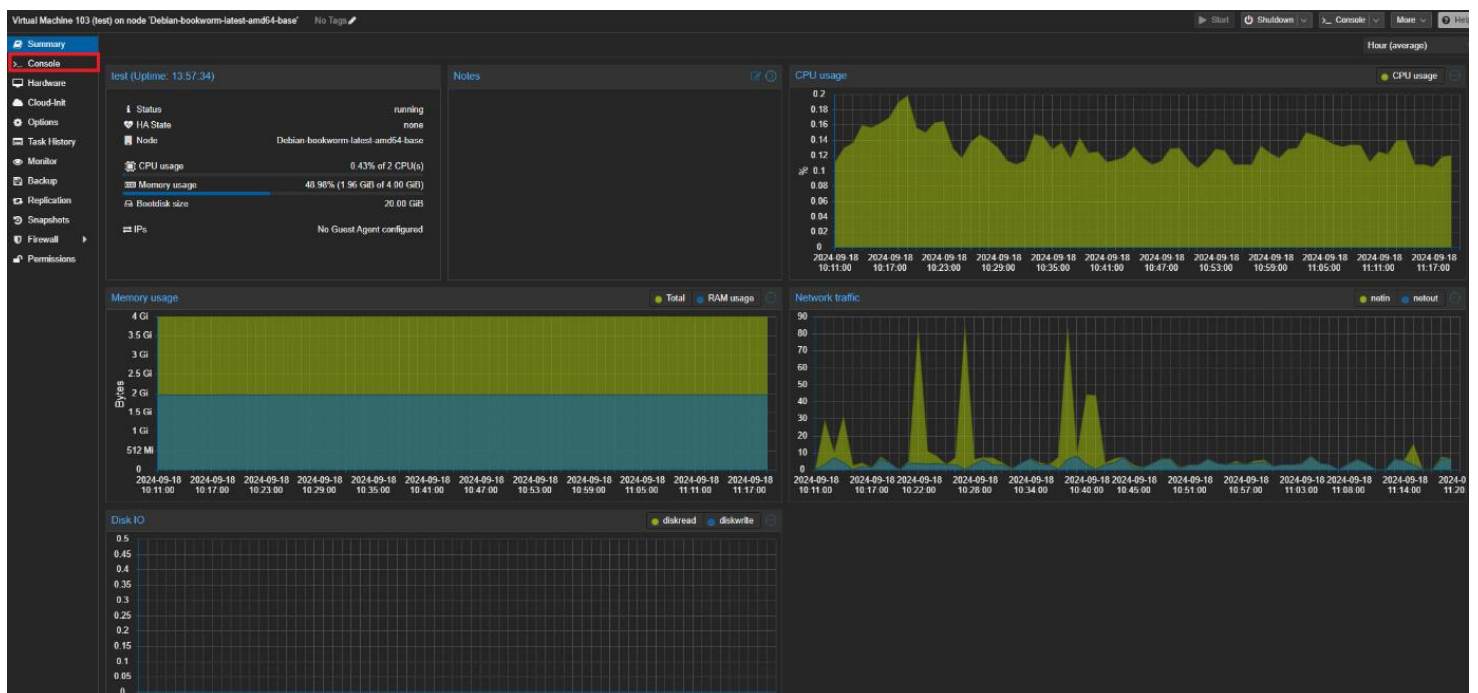 Virtual Machine 103 (test) on node 'Debian-bookworm-latest-amd64-base' No Tags
Start Shutdown Console More Help
Summary
Console
Hardware
Cloud-Init
Options
Task History
Monitor
Backup
Replication
Snapshots
Firewall
Permissions
Hour (average)
test (Uptime: 13:57:34)
Status running
HA State none
Node Debian-bookworm-latest-amd64-base
CPU usage 0.43% of 2 CPU(s)
Memory usage 48.98% (1.96 GiB of 4.00 GiB)
Bootdisk size 20.00 GiB
IPs No Guest Agent configured
Notes
CPU usage
CPU usage
0.2
0.18
0.16
0.14
0.12
0.1
0.08
0.06
0.04
0.02
0
%
2024-09-18 2024-09-18 2024-09-18 2024-09-18 2024-09-18 2024-09-18 2024-09-18 2024-09-18 2024-09-18 2024-09-18 2024-09-18 2024-09-18
10:11:00 10:17:00 10:23:00 10:29:00 10:35:00 10:41:00 10:47:00 10:53:00 10:59:00 11:05:00 11:11:00 11:17:00
Memory usage
Total RAM usage
4 Gi
3.5 Gi
3 Gi
2.5 Gi
2 Gi
1.5 Gi
1 Gi
512 Mi
0
Bytes
2024-09-18 2024-09-18 2024-09-18 2024-09-18 2024-09-18 2024-09-18 2024-09-18 2024-09-18 2024-09-18 2024-09-18 2024-09-18 2024-09-18
10:11:00 10:17:00 10:23:00 10:29:00 10:35:00 10:41:00 10:47:00 10:53:00 10:59:00 11:05:00 11:11:00 11:17:00
Network traffic
netin netout
90
80
70
60
50
40
30
20
10
0
2024-09-18 2024-09-18 2024-09-18 2024-09-18 2024-09-18 2024-09-18 2024-09-18 2024-09-18 2024-09-18 2024-09-18 2024-09-18 2024-09-18 2024-0
10:11:00 10:17:00 10:22:00 10:28:00 10:34:00 10:40:00 10:45:00 10:51:00 10:57:00 11:03:00 11:08:00 11:14:00 11:20
Disk IO
diskread diskwrite
0.5
0.45
0.4
0.35
0.3
0.25
0.2
0.15
0.1
0.05
0